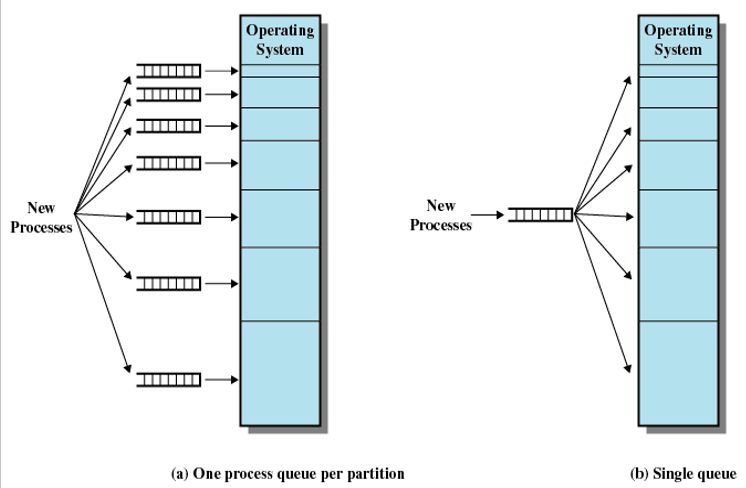 Operating
System
New
Processes
(a) One process queue per partition
Operating
System
New
Processes
(b) Single queue